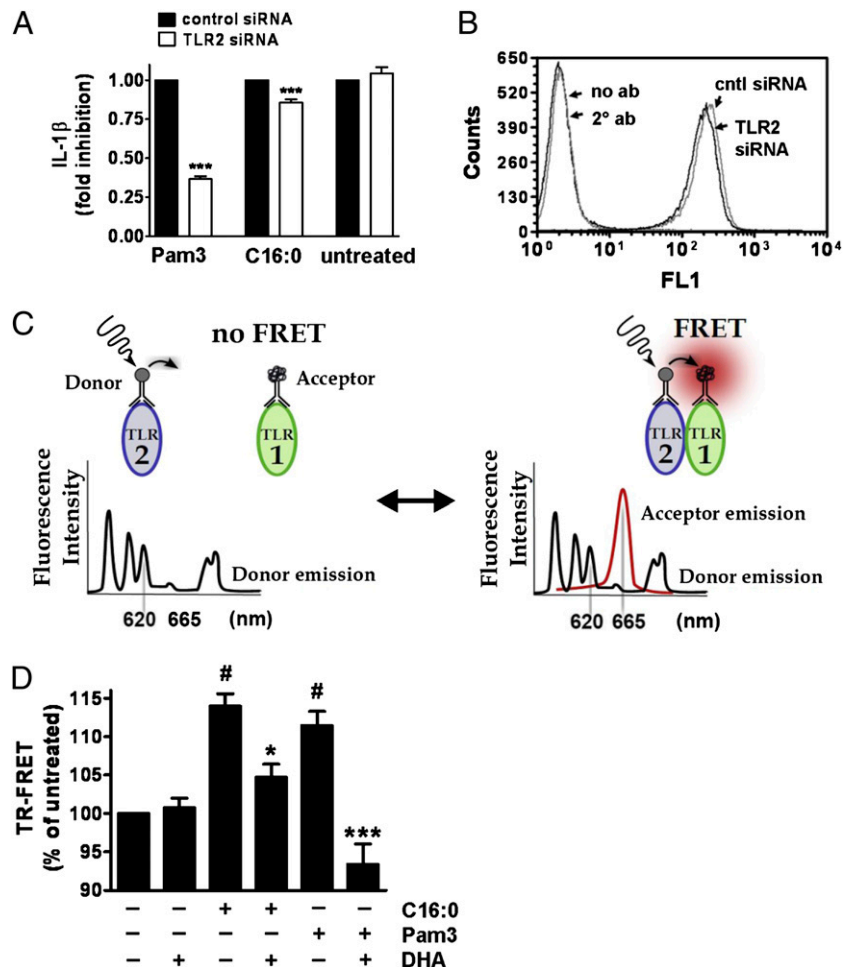 A
control siRNA
TLR2 siRNA
IL-1β
(fold inhibition)
1.00
0.75
0.50
0.25
0.00
***
***
Pam3 C16:0 untreated
B
Counts
650
520
390
260
130
0
no ab
2° ab
cntl siRNA
TLR2
siRNA
10⁰ 10¹ 10² 10³ 10⁴
FL1
C
no FRET
Donor
Acceptor
TLR
2
TLR
1
Fluorescence
Intensity
Donor emission
620 665 (nm)
FRET
TLR
2
TLR
1
Fluorescence
Intensity
Acceptor emission
Donor emission
620 665 (nm)
D
TR-FRET
(% of untreated)
115
110
105
100
95
90
#
*
#
***
– – + + – – C16:0
– – – – + + Pam3
– + – + – + DHA